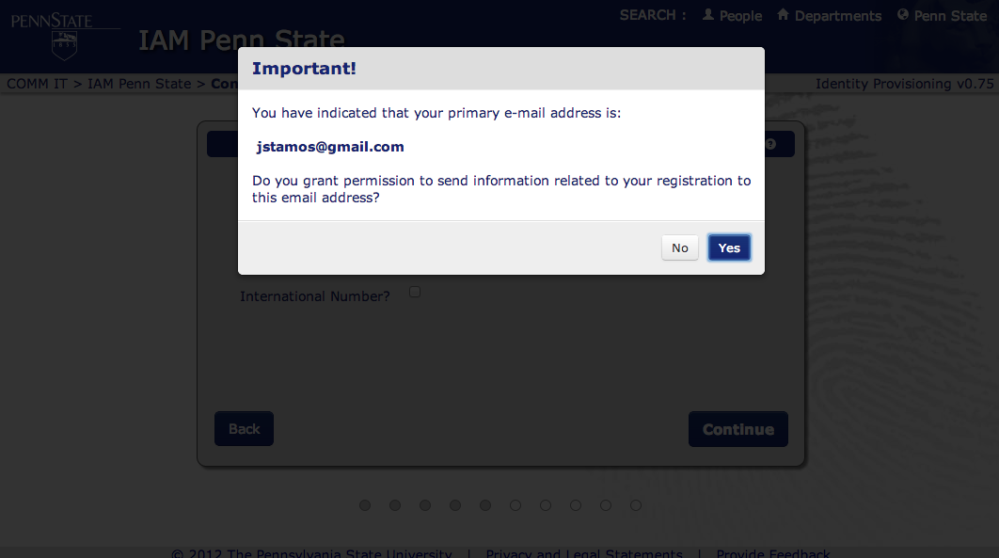 PENNSTATE
1855
IAM Penn State
SEARCH : People Departments Penn State
COMM IT > IAM Penn State > Con
Identity Provisioning v0.75
Important!
You have indicated that your primary e-mail address is:
jstamos@gmail.com
Do you grant permission to send information related to your registration to
this email address?
No Yes
?
International Number?
Back Continue
© 2012 The Pennsylvania State University | Privacy and Legal Statements | Provide Feedback